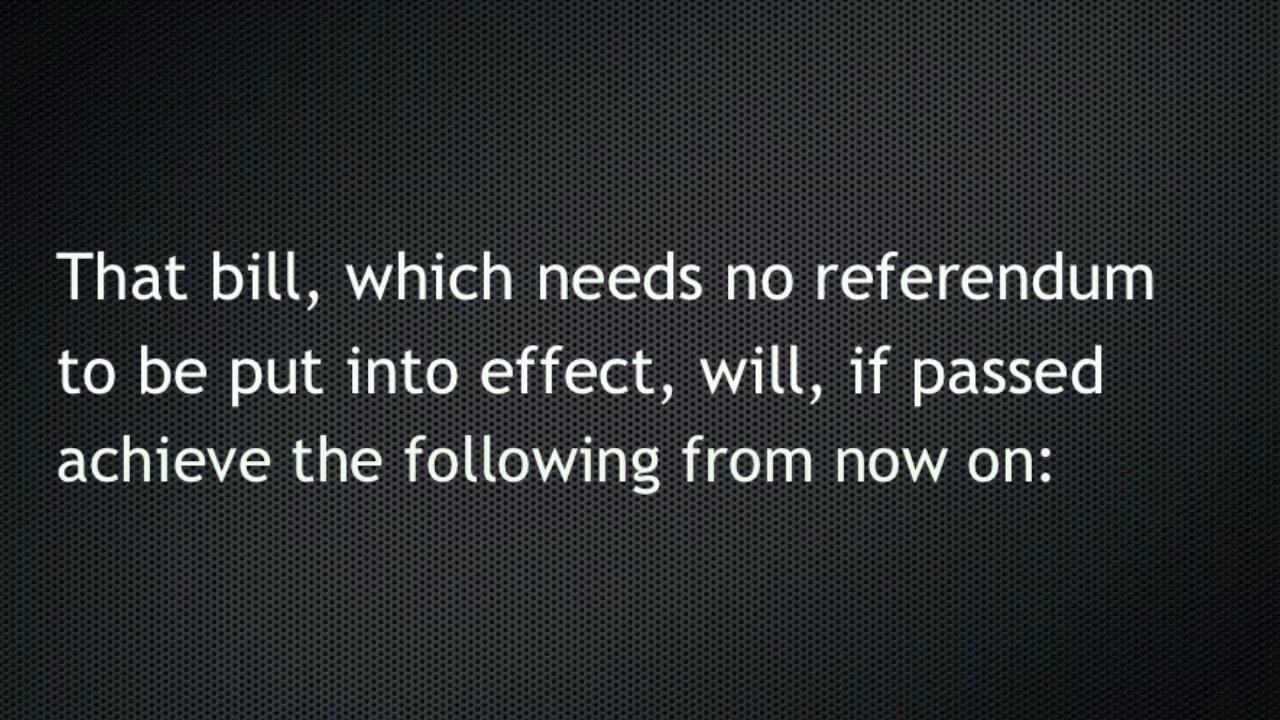 That bill, which needs no referendum
to be put into effect, will, if passed
achieve the following from now on: